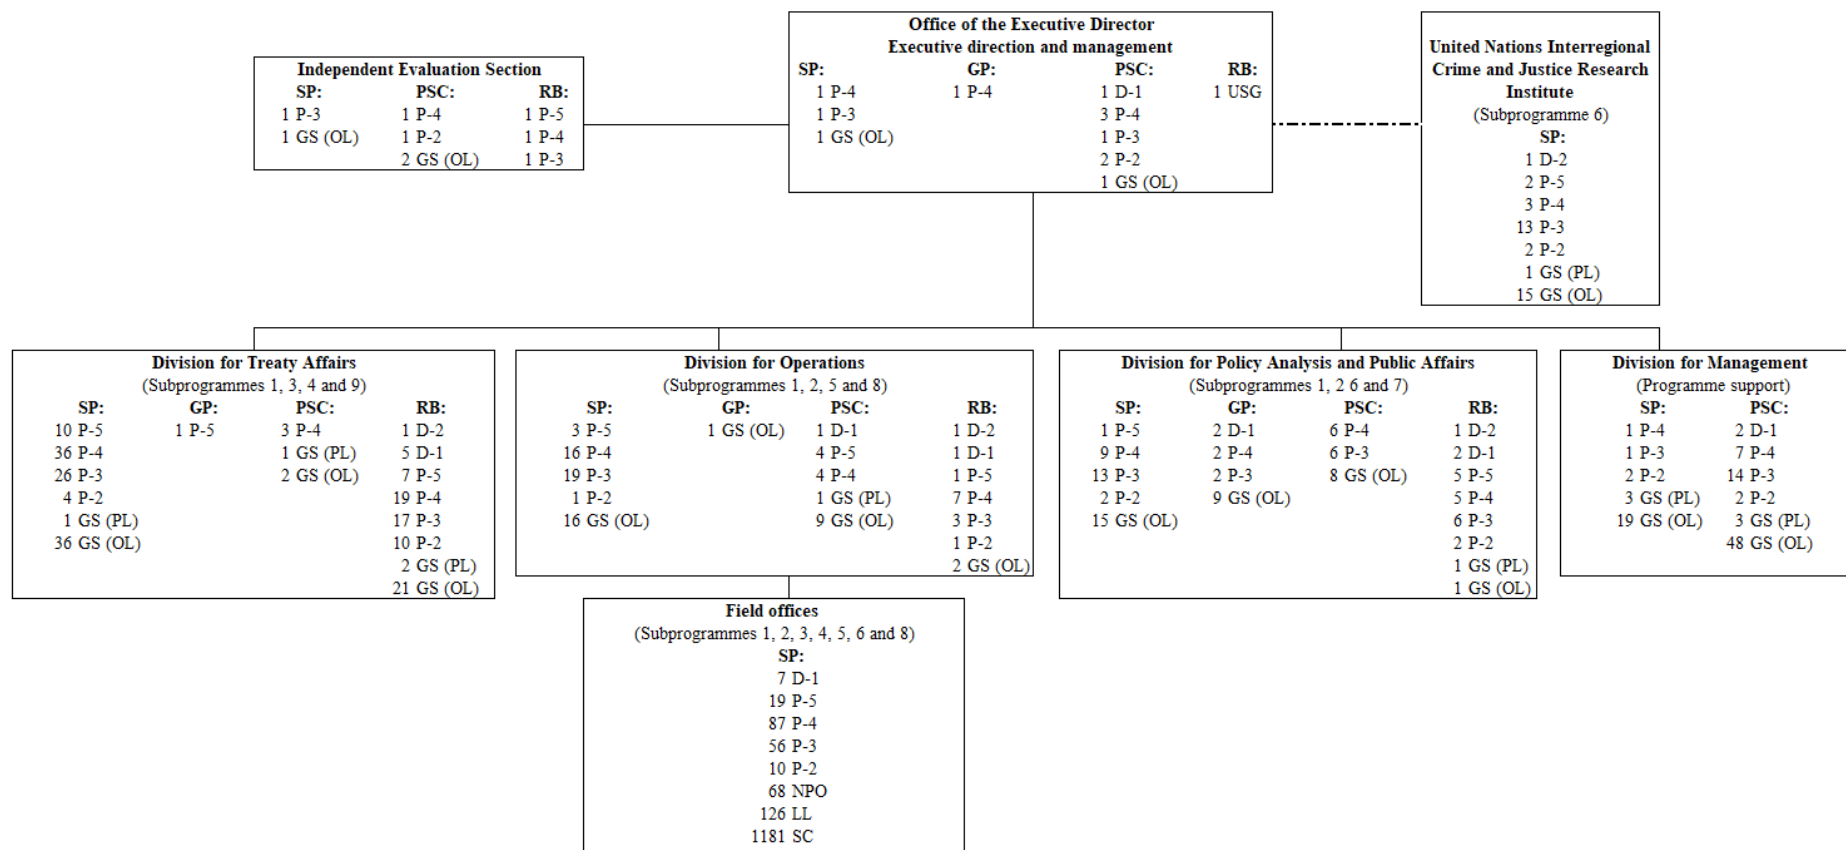 Independent Evaluation Section
SP: PSC: RB:
1 P-3 1 P-4 1 P-5
1 GS (OL) 1 P-2 1 P-4
2 GS (OL) 1 P-3
Office of the Executive Director
Executive direction and management
SP: GP: PSC: RB:
1 P-4 1 P-4 1 D-1 1 USG
1 P-3 3 P-4
1 GS (OL) 1 P-3
2 P-2
1 GS (OL)
United Nations Interregional
Crime and Justice Research
Institute
(Subprogramme 6)
SP:
1 D-2
2 P-5
3 P-4
13 P-3
2 P-2
1 GS (PL)
15 GS (OL)
Division for Treaty Affairs
(Subprogrammes 1, 3, 4 and 9)
SP: GP: PSC: RB:
10 P-5 1 P-5 3 P-4 1 D-2
36 P-4 1 GS (PL) 5 D-1
26 P-3 2 GS (OL) 7 P-5
4 P-2 19 P-4
1 GS (PL) 17 P-3
36 GS (OL) 10 P-2
2 GS (PL)
21 GS (OL)
Division for Operations
(Subprogrammes 1, 2, 5 and 8)
SP: GP: PSC: RB:
3 P-5 1 GS (OL) 1 D-1 1 D-2
16 P-4 4 P-5 1 D-1
19 P-3 4 P-4 1 P-5
1 P-2 1 GS (PL) 7 P-4
16 GS (OL) 9 GS (OL) 3 P-3
1 P-2
2 GS (OL)
Division for Policy Analysis and Public Affairs
(Subprogrammes 1, 2 6 and 7)
SP: GP: PSC: RB:
1 P-5 2 D-1 6 P-4 1 D-2
9 P-4 2 P-4 6 P-3 2 D-1
13 P-3 2 P-3 8 GS (OL) 5 P-5
2 P-2 9 GS (OL) 5 P-4
15 GS (OL) 6 P-3
2 P-2
1 GS (PL)
1 GS (OL)
Division for Management
(Programme support)
SP: PSC:
1 P-4 2 D-1
1 P-3 7 P-4
2 P-2 14 P-3
3 GS (PL) 2 P-2
19 GS (OL) 3 GS (PL)
48 GS (OL)
Field offices
(Subprogrammes 1, 2, 3, 4, 5, 6 and 8)
SP:
7 D-1
19 P-5
87 P-4
56 P-3
10 P-2
68 NPO
126 LL
1181 SC